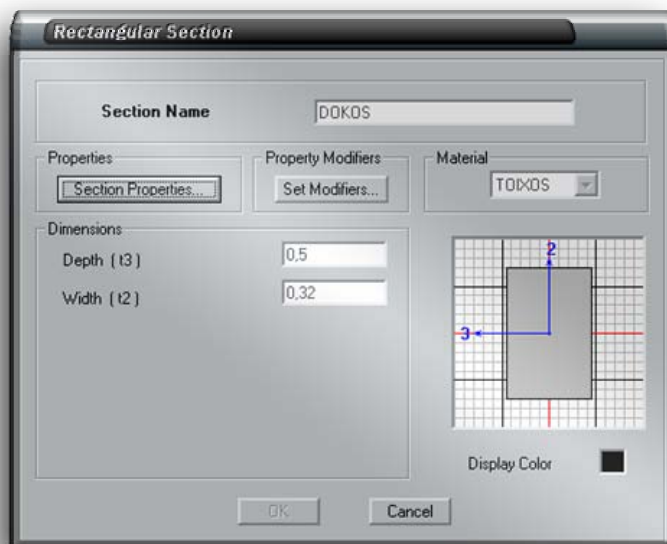 Rectangular Section
Section Name
DOKOS
Properties
Property Modifiers
Material
Section Properties...
Set Modifiers...
TOIXOS
Dimensions
Depth ( t3 )
0,5
Width ( t2 )
0,32
2
3
Display Color
OK
Cancel